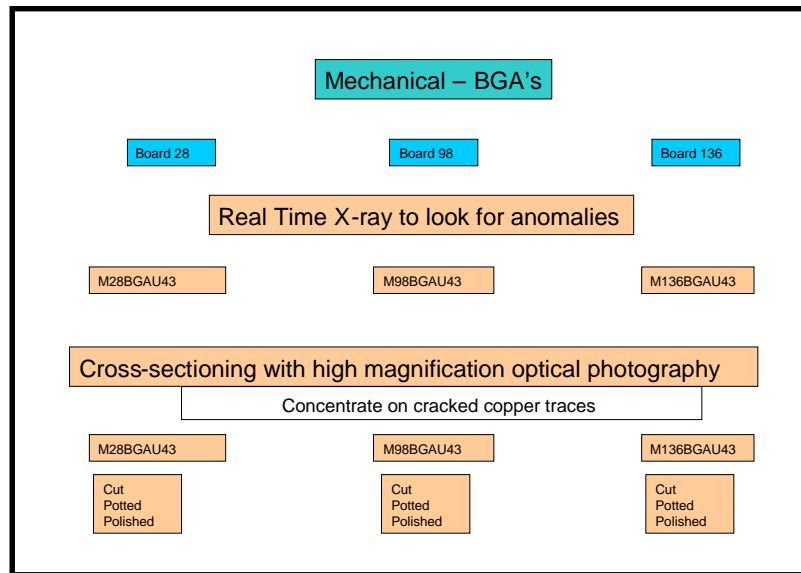 Mechanical – BGA's
Board 28
Board 98
Board 136
Real Time X-ray to look for anomalies
M28BGAU43
M98BGAU43
M136BGAU43
Cross-sectioning with high magnification optical photography
Concentrate on cracked copper traces
M28BGAU43
M98BGAU43
M136BGAU43
Cut
Potted
Polished
Cut
Potted
Polished
Cut
Potted
Polished